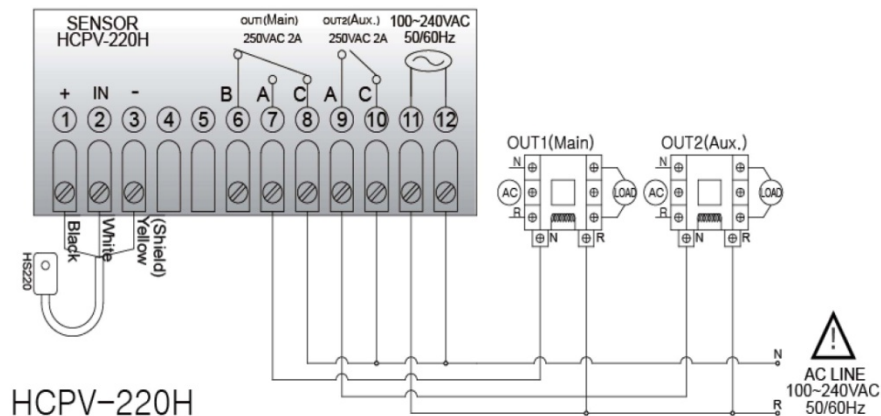 SENSOR
HCPV-220H
OUT1(Main)
250VAC 2A
OUT2(Aux.)
250VAC 2A
100~240VAC
50/60Hz
+ IN -
B A C A C
1 2 3 4 5 6 7 8 9 10 11 12
Black
White
(Shield)
Yellow
HS220
OUT1(Main)
N
AC
R
LOAD
N R
OUT2(Aux.)
N
AC
R
LOAD
N R
N
R
AC LINE
100~240VAC
50/60Hz
HCPV-220H